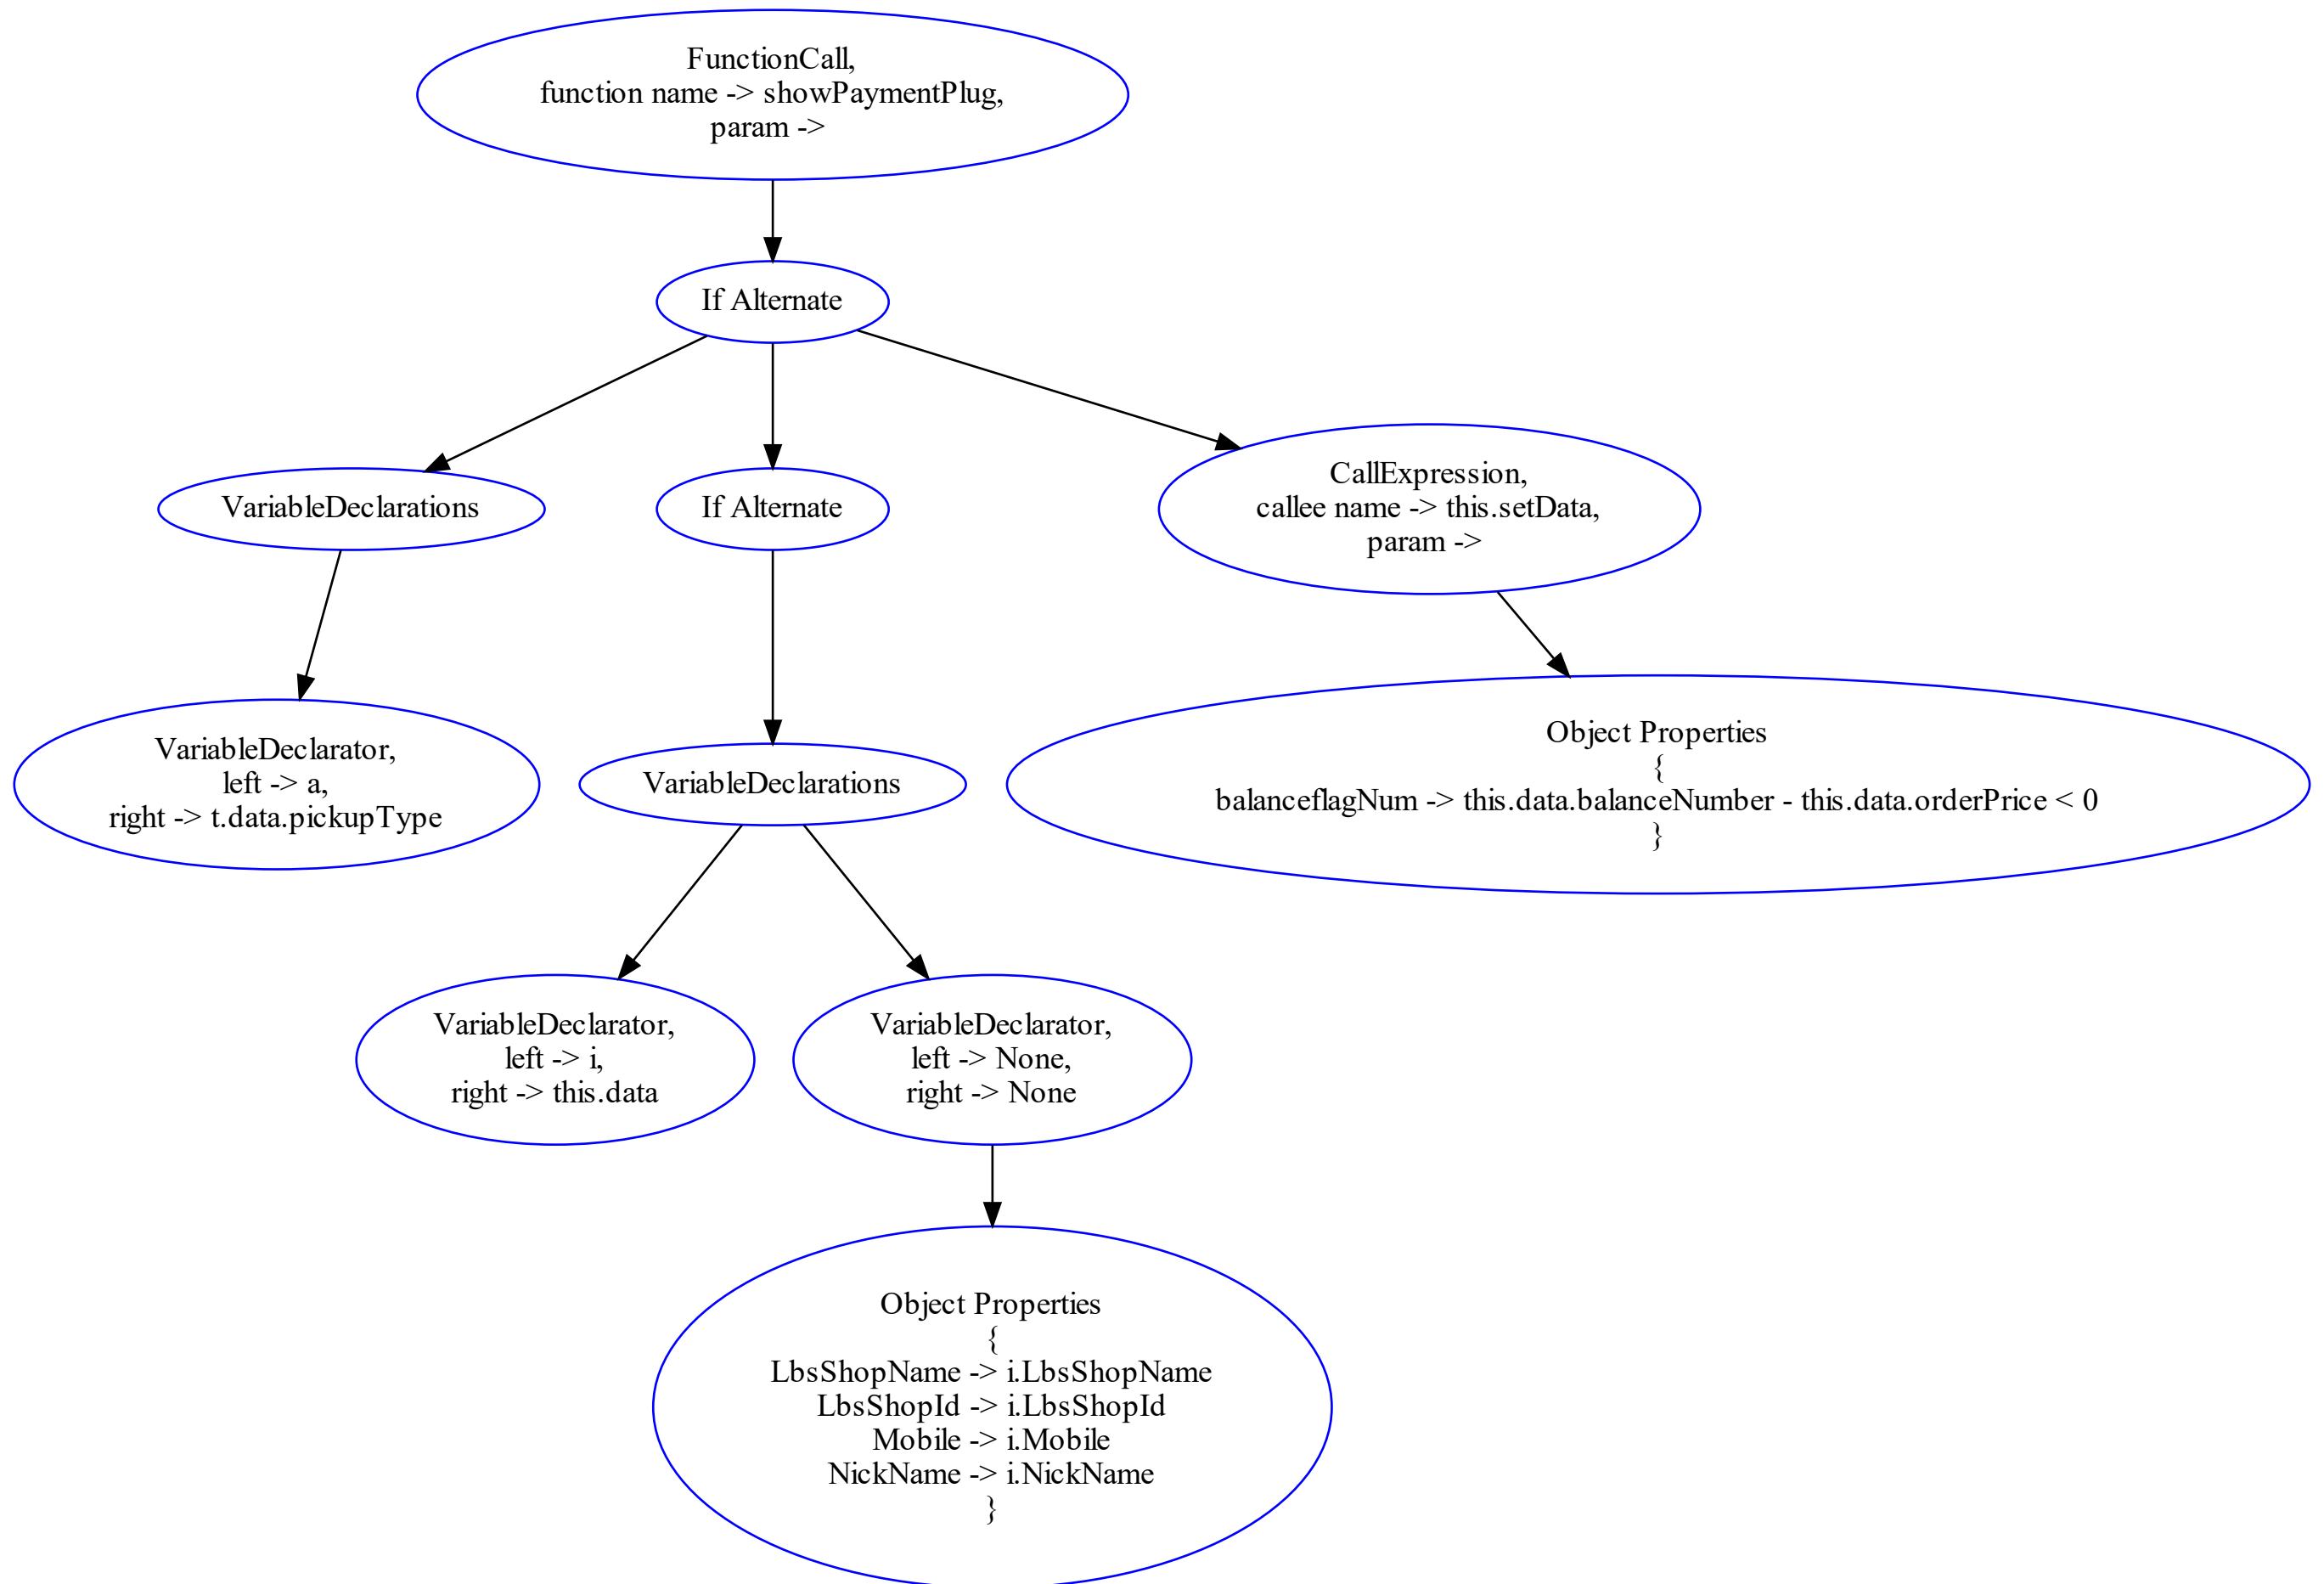 FunctionCall,
function name -> showPaymentPlug,
param ->
If Alternate
VariableDeclarations
If Alternate
CallExpression,
callee name -> this.setData,
param ->
VariableDeclarator,
left -> a,
right -> t.data.pickupType
VariableDeclarations
Object Properties
{
balanceflagNum -> this.data.balanceNumber - this.data.orderPrice < 0
}
VariableDeclarator,
left -> i,
right -> this.data
VariableDeclarator,
left -> None,
right -> None
Object Properties
{
LbsShopName -> i.LbsShopName
LbsShopId -> i.LbsShopId
Mobile -> i.Mobile
NickName -> i.NickName
}